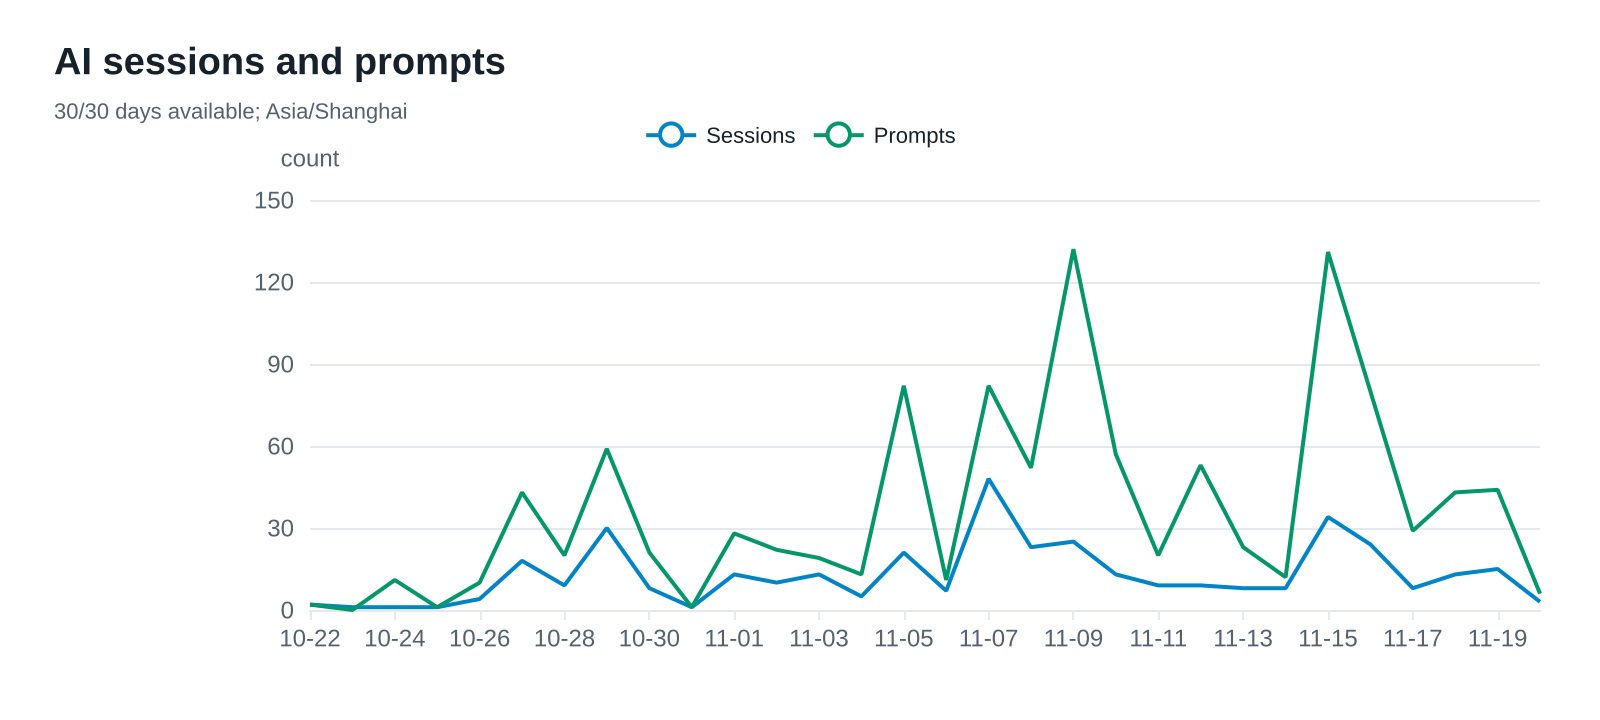 AI sessions and prompts
30/30 days available; Asia/Shanghai
Sessions Prompts
count
150
120
90
60
30
0
10-22 10-24 10-26 10-28 10-30 11-01 11-03 11-05 11-07 11-09 11-11 11-13 11-15 11-17 11-19